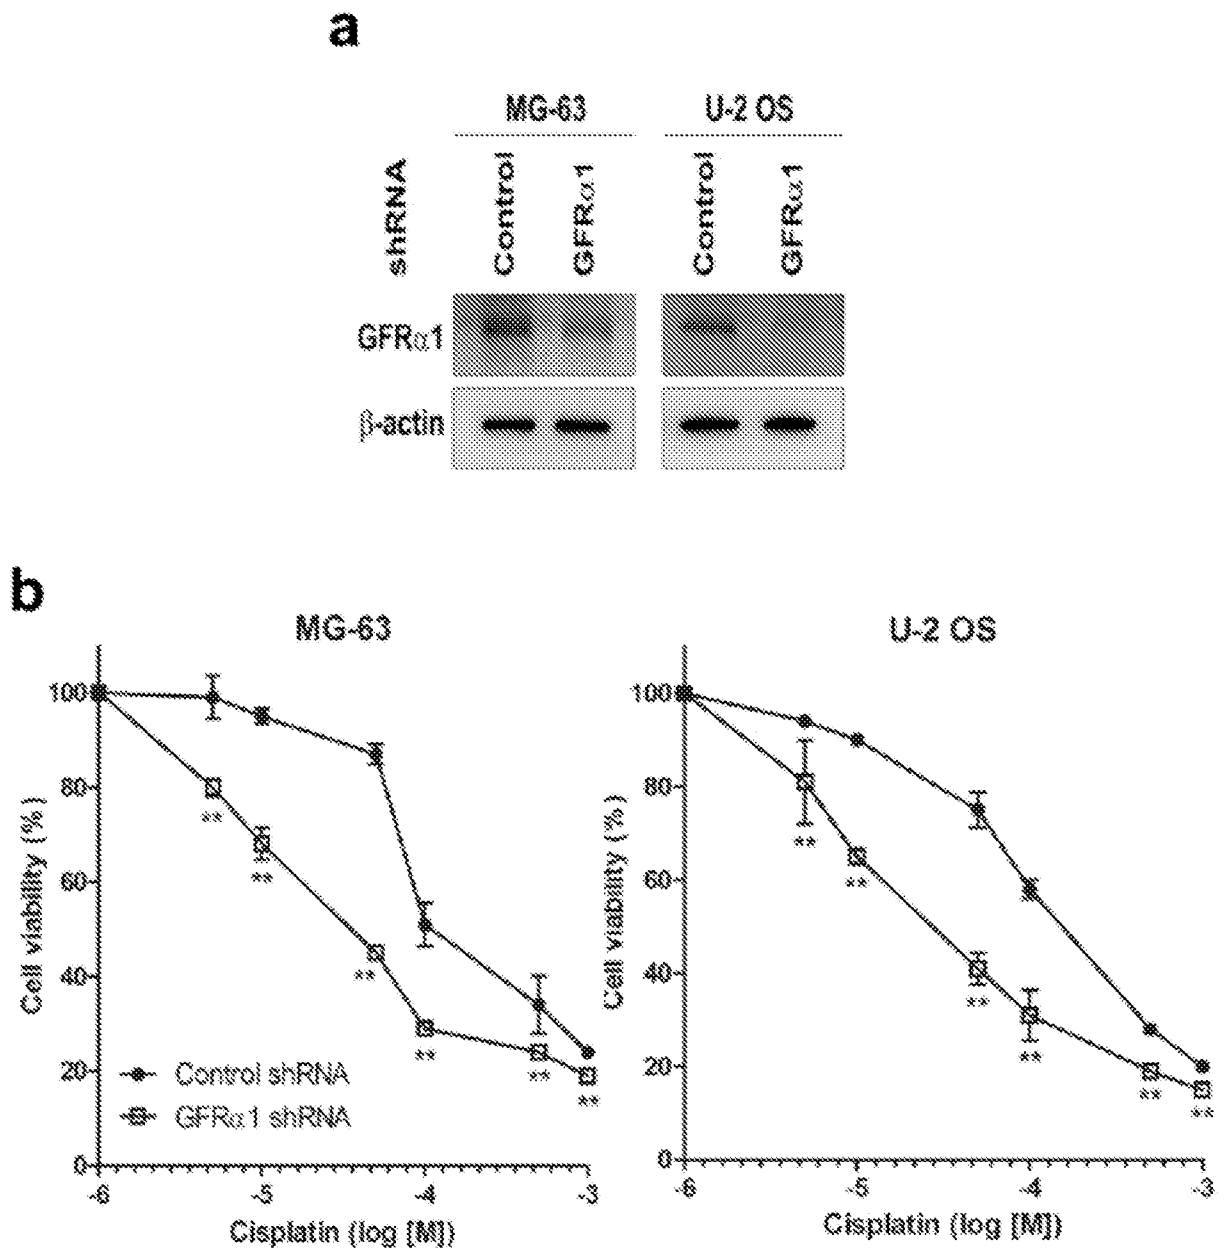 a
MG-63
U-2 OS
shRNA
Control
GFRα1
Control
GFRα1
GFRα1
β-actin
b
MG-63
Cell viability (%)
100
80
60
40
20
0
**
**
**
**
**
**
Control shRNA
GFRα1 shRNA
-6
-5
-4
-3
Cisplatin (log [M])
U-2 OS
Cell viability (%)
100
80
60
40
20
0
**
**
**
**
**
**
-6
-5
-4
-3
Cisplatin (log [M])